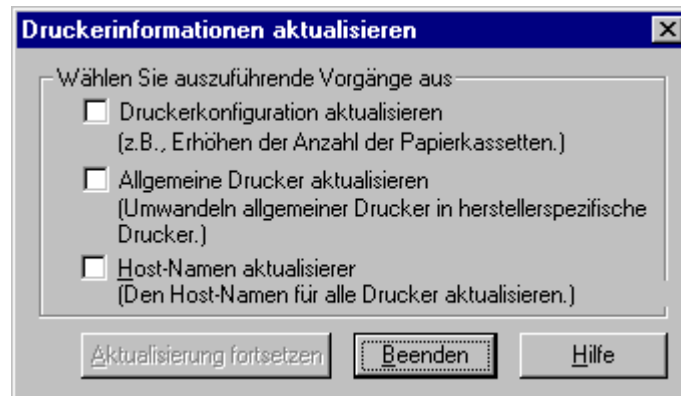 Druckerinformationen aktualisieren
Wählen Sie auszuführende Vorgänge aus
Druckerkonfiguration aktualisieren
(z.B., Erhöhen der Anzahl der Papierkassetten.)
Allgemeine Drucker aktualisieren
(Umwandeln allgemeiner Drucker in herstellerspezifische
Drucker.)
Host-Namen aktualisierer
(Den Host-Namen für alle Drucker aktualisieren.)
Aktualisierung fortsetzen Beenden Hilfe